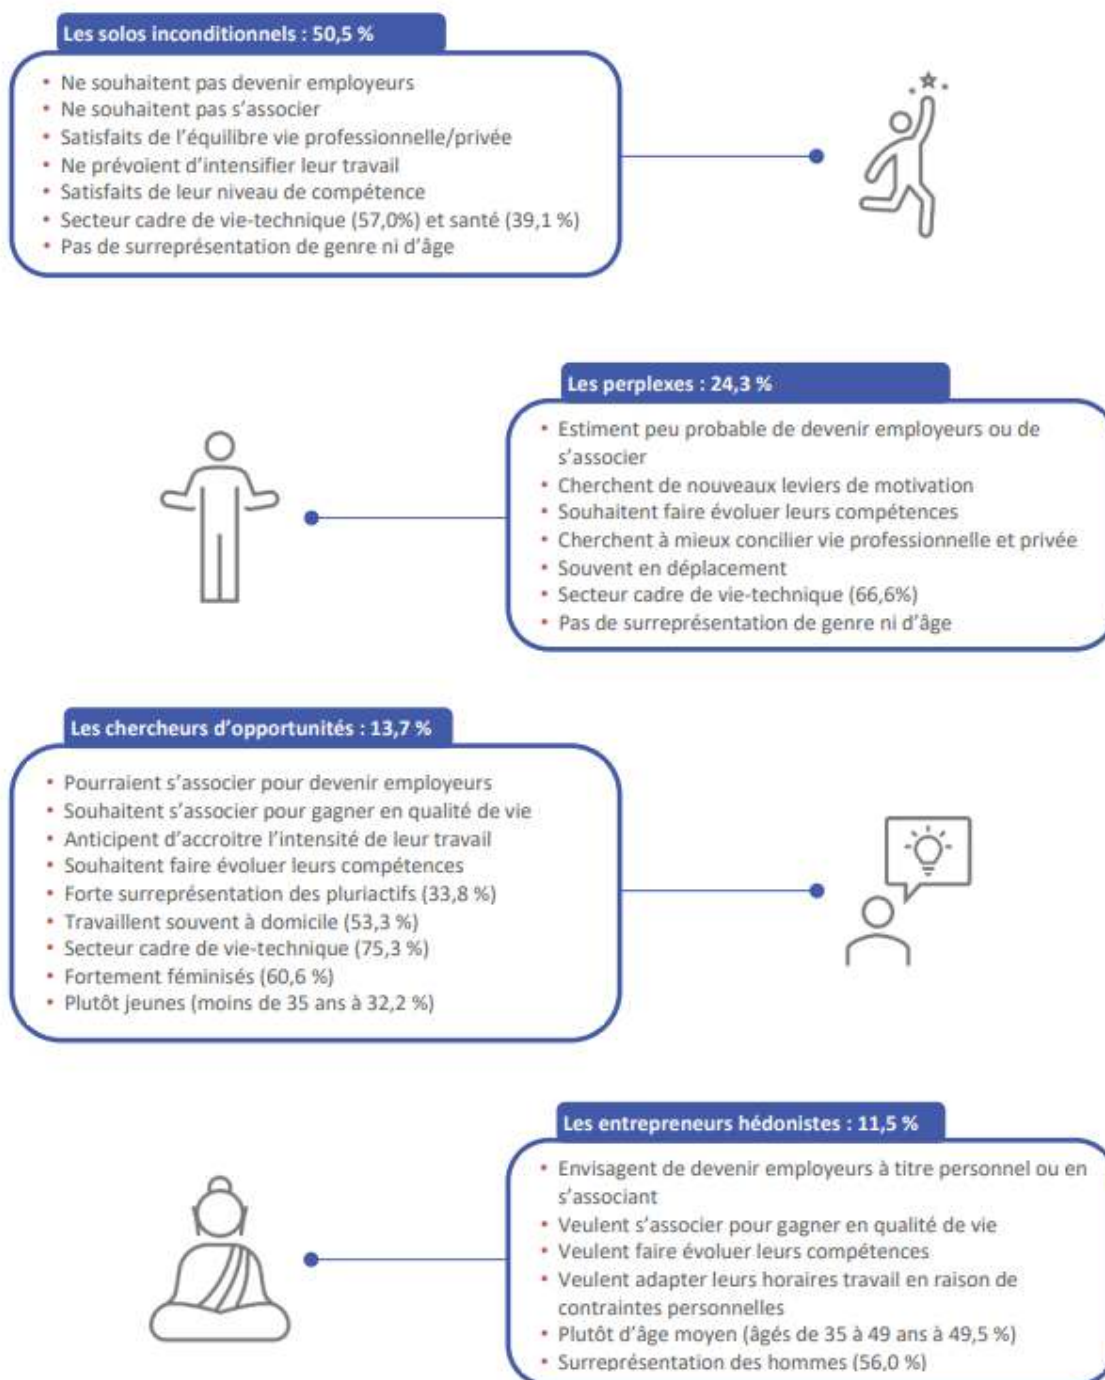 Les solos inconditionnels : 50,5 %
• Ne souhaitent pas devenir employeurs
• Ne souhaitent pas s'associer
• Satisfaits de l'équilibre vie professionnelle/privée
• Ne prévoient d'intensifier leur travail
• Satisfaits de leur niveau de compétence
• Secteur cadre de vie-technique (57,0%) et santé (39,1 %)
• Pas de surreprésentation de genre ni d'âge
Les perplexes : 24,3 %
• Estiment peu probable de devenir employeurs ou de
s'associer
• Cherchent de nouveaux leviers de motivation
• Souhaitent faire évoluer leurs compétences
• Cherchent à mieux concilier vie professionnelle et privée
• Souvent en déplacement
• Secteur cadre de vie-technique (66,6%)
• Pas de surreprésentation de genre ni d'âge
Les chercheurs d'opportunités : 13,7 %
• Pourraient s'associer pour devenir employeurs
• Souhaitent s'associer pour gagner en qualité de vie
• Anticipent d'accroitre l'intensité de leur travail
• Souhaitent faire évoluer leurs compétences
• Forte surreprésentation des pluriactifs (33,8 %)
• Travaillent souvent à domicile (53,3 %)
• Secteur cadre de vie-technique (75,3 %)
• Fortement féminisés (60,6 %)
• Plutôt jeunes (moins de 35 ans à 32,2 %)
Les entrepreneurs hédonistes : 11,5 %
• Envisagent de devenir employeurs à titre personnel ou en
s'associant
• Veulent s'associer pour gagner en qualité de vie
• Veulent faire évoluer leurs compétences
• Veulent adapter leurs horaires travail en raison de
contraintes personnelles
• Plutôt d'âge moyen (âgés de 35 à 49 ans à 49,5 %)
• Surreprésentation des hommes (56,0 %)